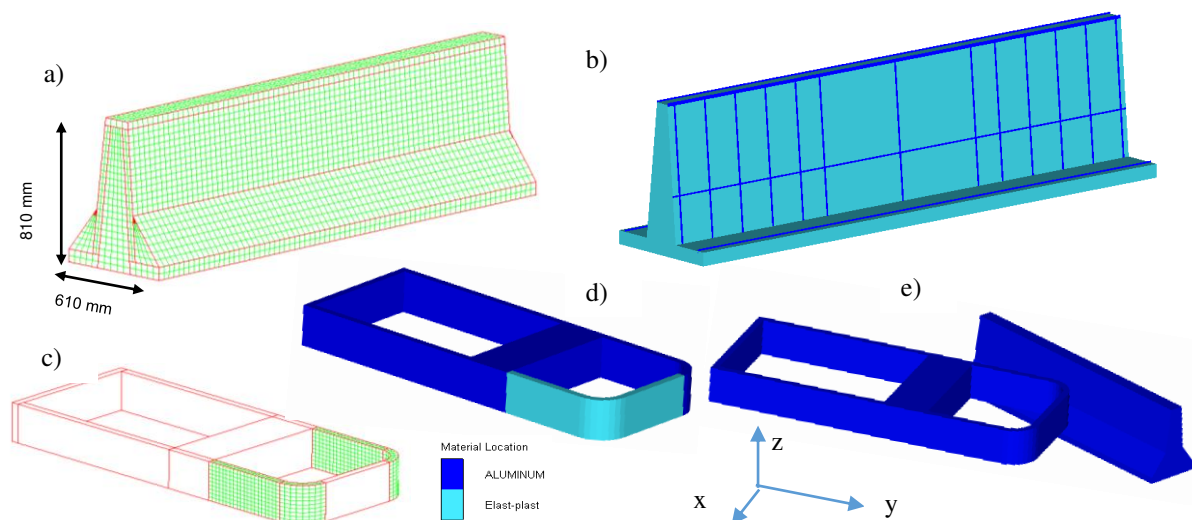 a)
b)
810 mm
610 mm
c)
d)
e)
Material Location
ALUMINUM
Elast-plast
z
x
y